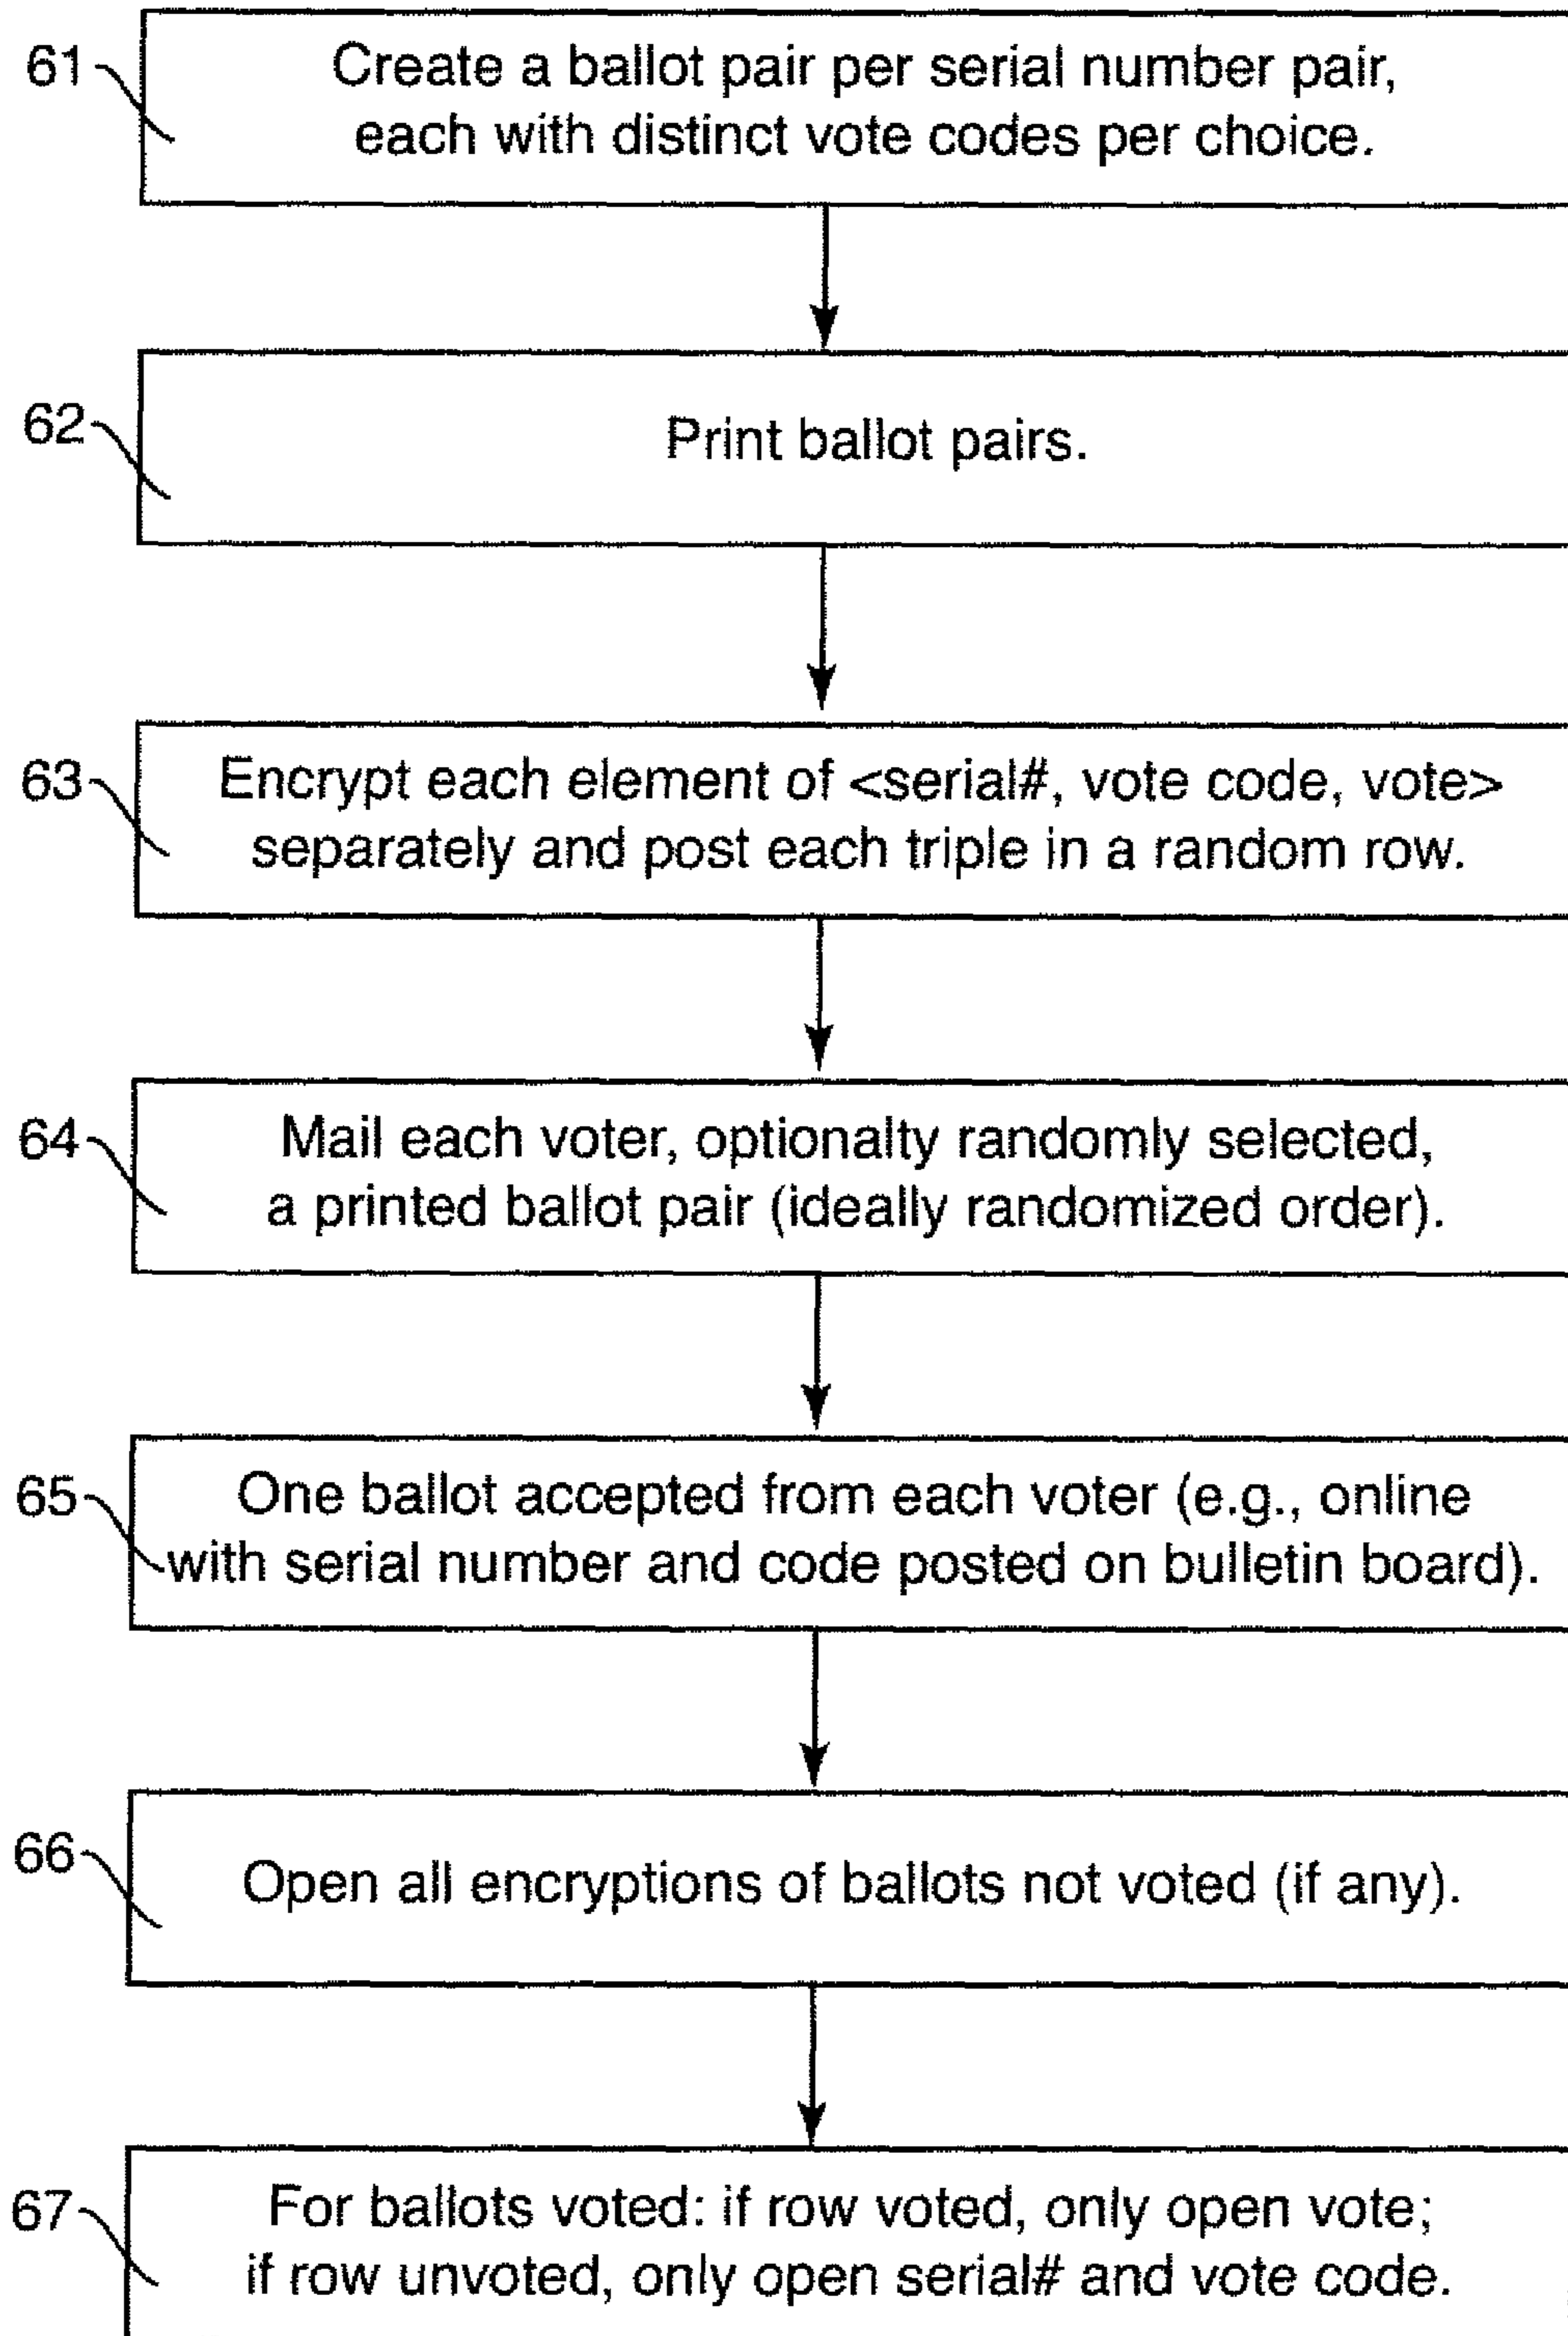 61
Create a ballot pair per serial number pair,
each with distinct vote codes per choice.
62
Print ballot pairs.
63
Encrypt each element of <serial#, vote code, vote>
separately and post each triple in a random row.
64
Mail each voter, optionalty randomly selected,
a printed ballot pair (ideally randomized order).
65
One ballot accepted from each voter (e.g., online
with serial number and code posted on bulletin board).
66
Open all encryptions of ballots not voted (if any).
67
For ballots voted: if row voted, only open vote;
if row unvoted, only open serial# and vote code.